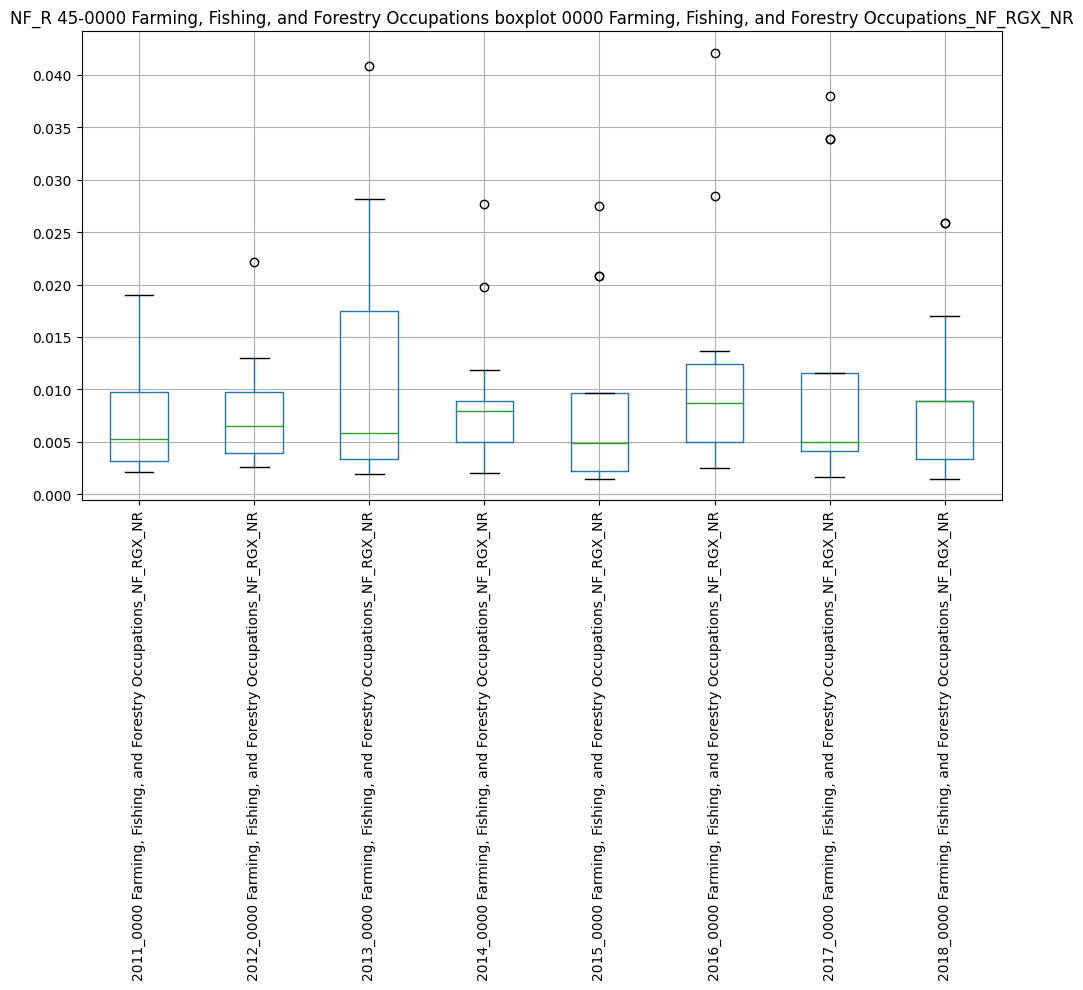 NF_R 45-0000 Farming, Fishing, and Forestry Occupations boxplot 0000 Farming, Fishing, and Forestry Occupations_NF_RGX_NR
0.040
0.035
0.030
0.025
0.020
0.015
0.010
0.005
0.000
2011_0000 Farming, Fishing, and Forestry Occupations_NF_RGX_NR
2012_0000 Farming, Fishing, and Forestry Occupations_NF_RGX_NR
2013_0000 Farming, Fishing, and Forestry Occupations_NF_RGX_NR
2014_0000 Farming, Fishing, and Forestry Occupations_NF_RGX_NR
2015_0000 Farming, Fishing, and Forestry Occupations_NF_RGX_NR
2016_0000 Farming, Fishing, and Forestry Occupations_NF_RGX_NR
2017_0000 Farming, Fishing, and Forestry Occupations_NF_RGX_NR
2018_0000 Farming, Fishing, and Forestry Occupations_NF_RGX_NR